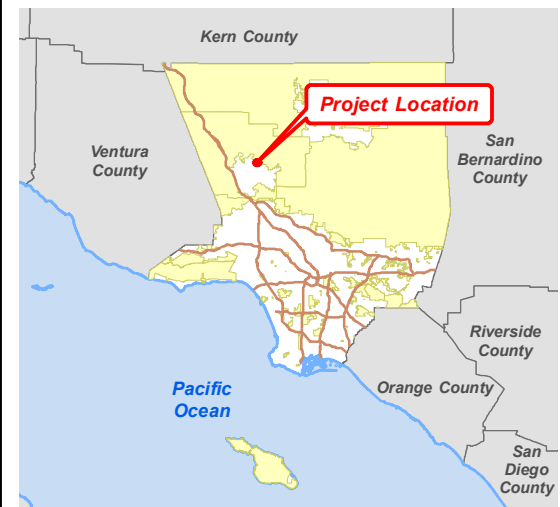 Kern County
Project Location
San
Bernardino
County
Ventura
County
Riverside
County
Pacific
Ocean
Orange County
San
Diego
County